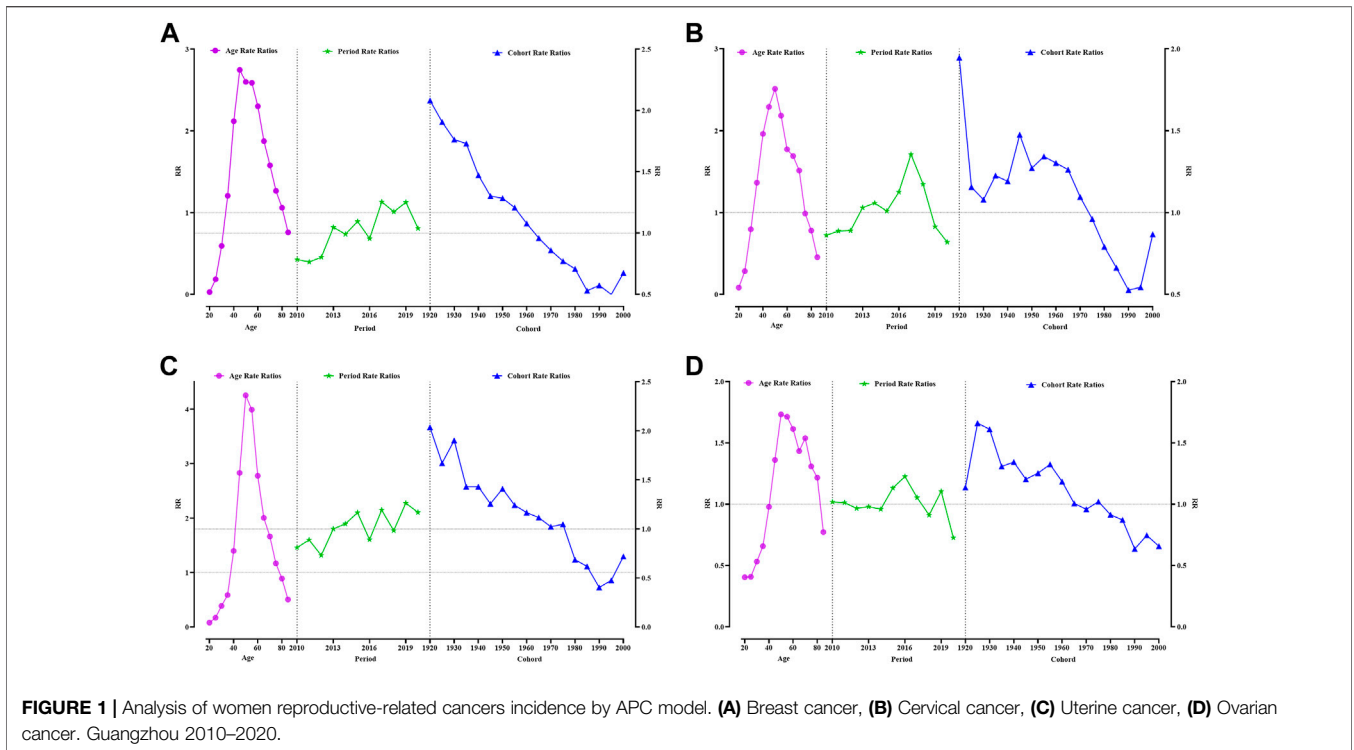 A
Age Rate Ratios
Period Rate Ratios
Cohort Rate Ratios
3
2
1
0
RR
2.5
2.0
1.5
1.0
0.5
RR
20 40 60 80 2010 2013 2016 2019 1920 1930 1940 1950 1960 1970 1980 1990 2000
Age Period Cohord
B
Age Rate Ratios
Period Rate Ratios
Cohort Rate Ratios
3
2
1
0
RR
2.0
1.5
1.0
0.5
RR
20 40 60 80 2010 2013 2016 2019 1920 1930 1940 1950 1960 1970 1980 1990 2000
Age Period Cohord
C
Age Rate Ratios
Period Rate Ratios
Cohort Rate Ratios
4
3
2
1
0
RR
2.5
2.0
1.5
1.0
0.5
0.0
RR
20 40 60 80 2010 2013 2016 2019 1920 1930 1940 1950 1960 1970 1980 1990 2000
Age Period Cohord
D
Age Rate Ratios
Period Rate Ratios
Cohort Rate Ratios
2.0
1.5
1.0
0.5
0.0
RR
2.0
1.5
1.0
0.5
0.0
RR
20 40 60 80 2010 2013 2016 2019 1920 1930 1940 1950 1960 1970 1980 1990 2000
Age Period Cohord
FIGURE 1 | Analysis of women reproductive-related cancers incidence by APC model. (A) Breast cancer, (B) Cervical cancer, (C) Uterine cancer, (D) Ovarian
cancer. Guangzhou 2010–2020.